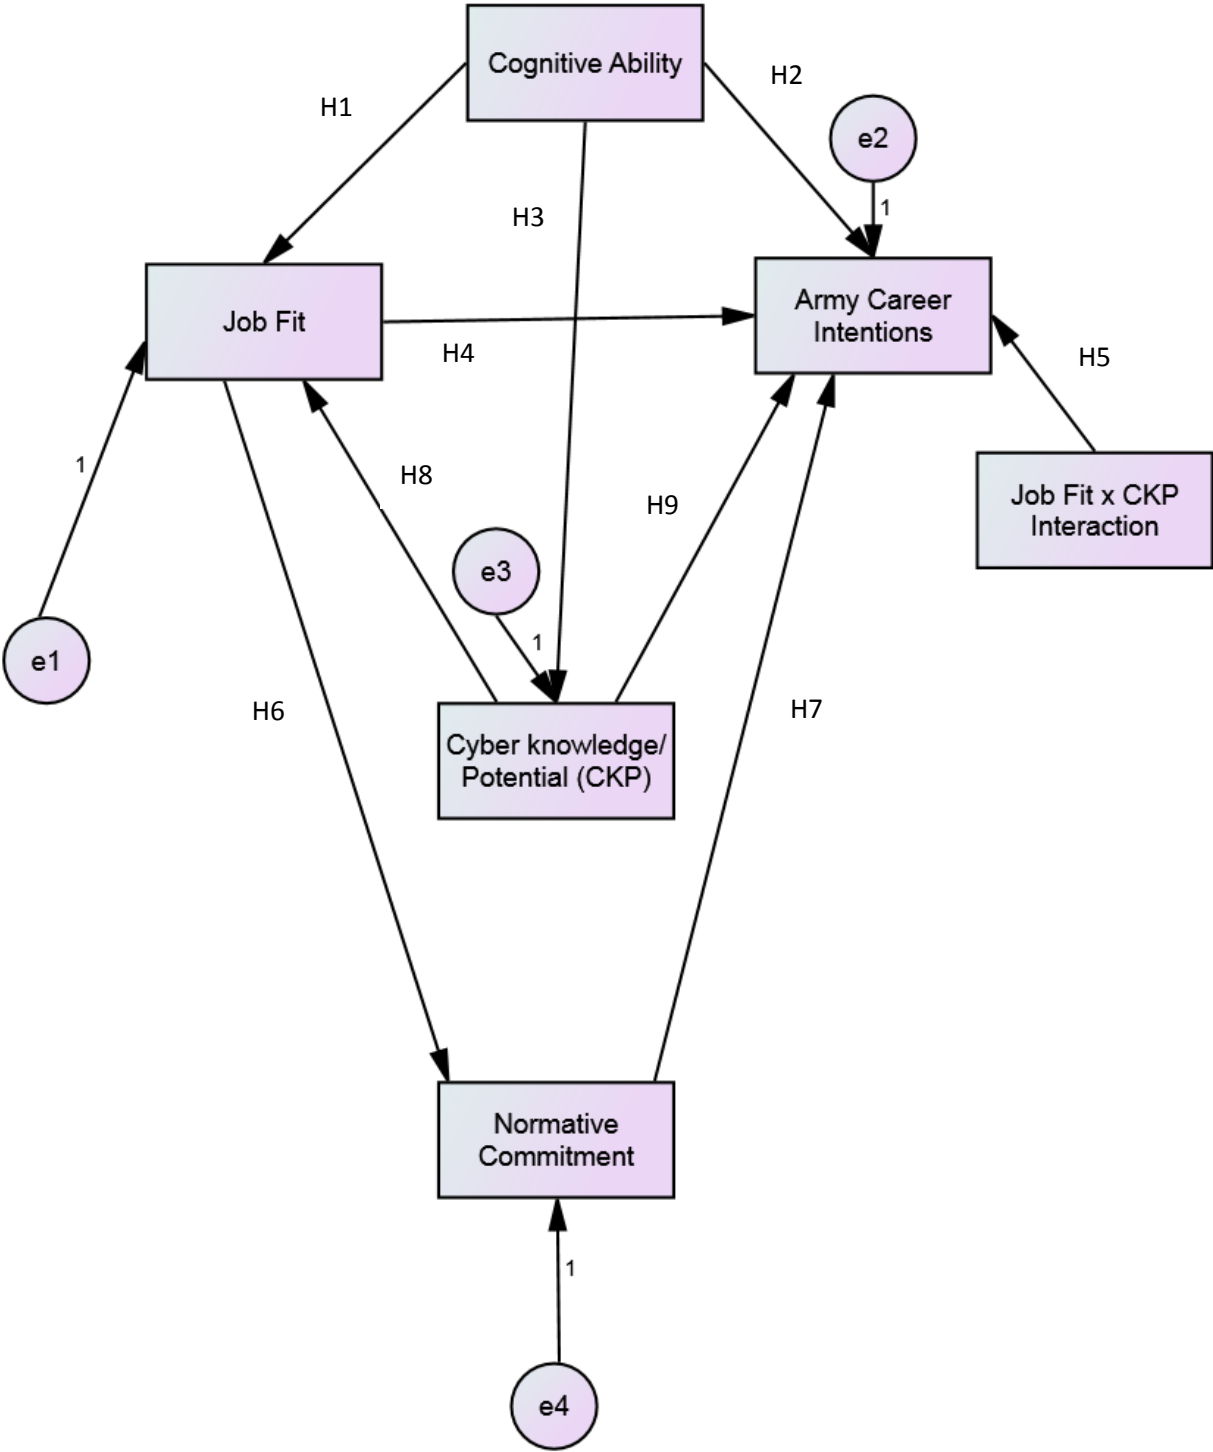 Cognitive Ability
H2
H1
e2
1
H3
Army Career
Intentions
Job Fit
H4
H5
1
H8
H9
Job Fit x CKP
Interaction
e3
1
e1
H6
H7
Cyber knowledge/
Potential (CKP)
Normative
Commitment
1
e4